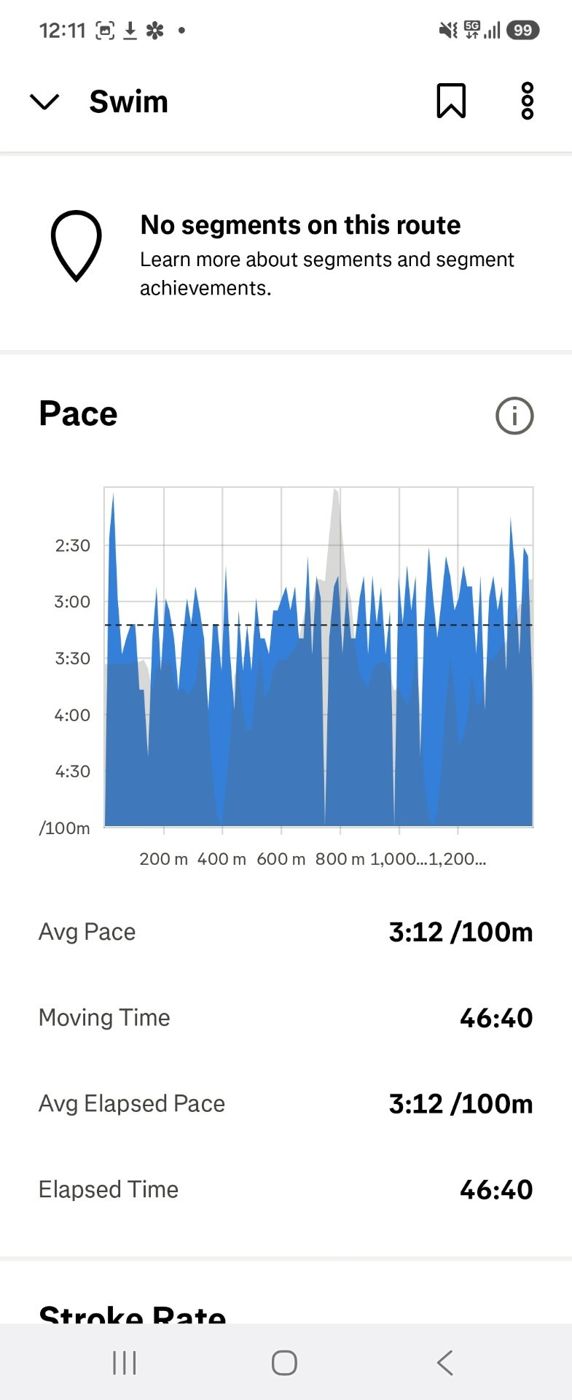 12:11
5G
99
Swim
No segments on this route
Learn more about segments and segment
achievements.
Pace
2:30
3:00
3:30
4:00
4:30
/100m
200 m 400 m 600 m 800 m 1,000...1,200...
Avg Pace 3:12 /100m
Moving Time 46:40
Avg Elapsed Pace 3:12 /100m
Elapsed Time 46:40
Stroke Rate